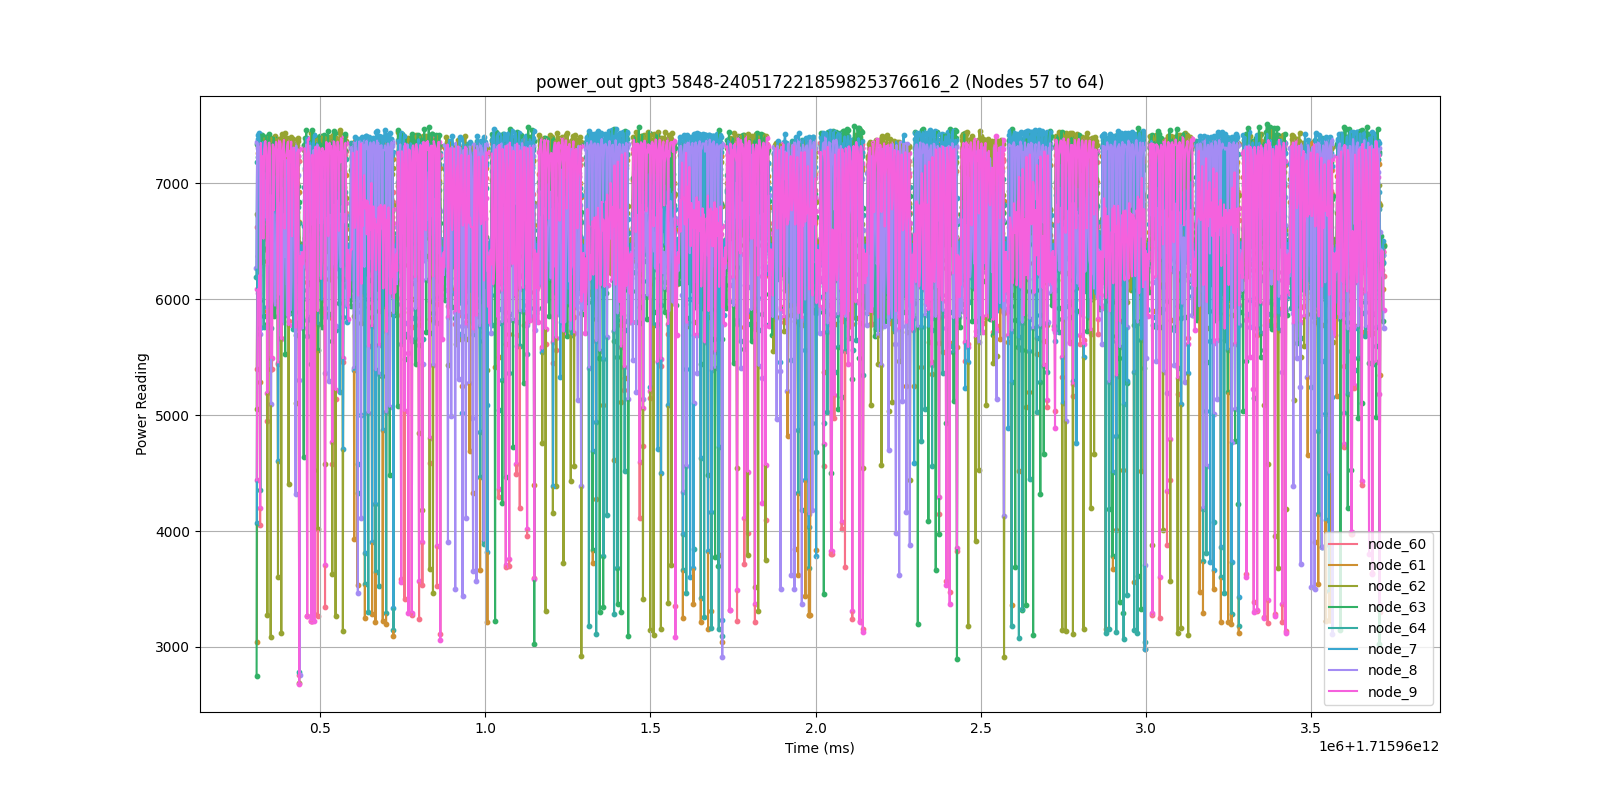 power_out gpt3 5848-240517221859825376616_2 (Nodes 57 to 64)
Power Reading
7000
6000
5000
4000
3000
0.5 1.0 1.5 2.0 2.5 3.0 3.5
1e6+1.71596e12
Time (ms)
node_60
node_61
node_62
node_63
node_64
node_7
node_8
node_9